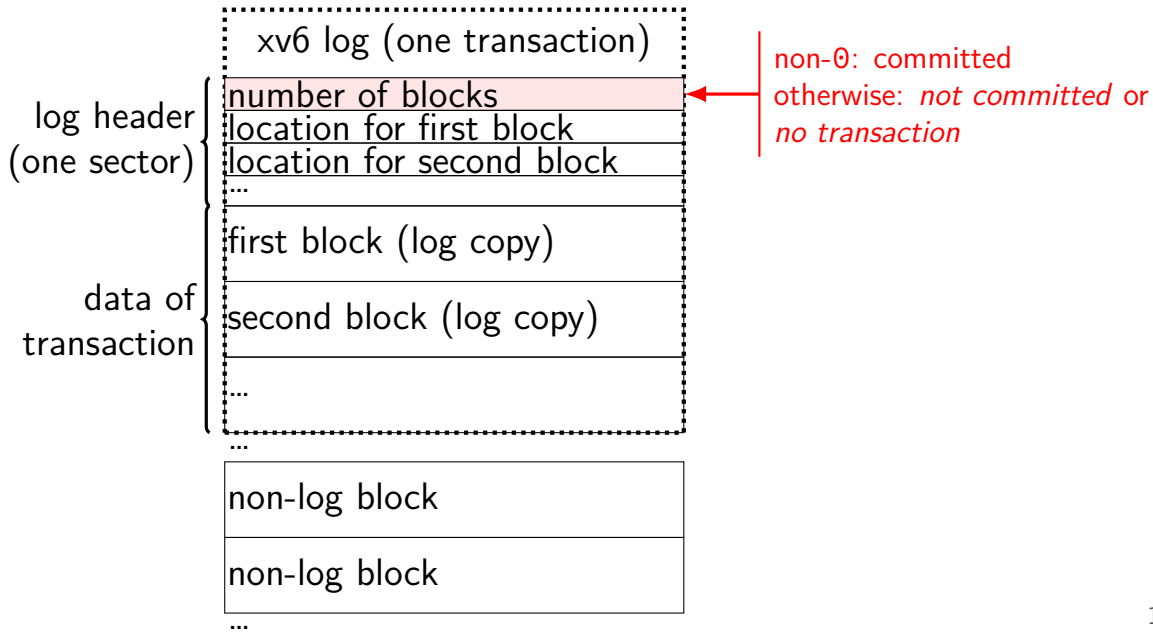 xv6 log (one transaction)
non-0: committed
otherwise: not committed or
no transaction
log header
(one sector)
number of blocks
location for first block
location for second block
...
data of
transaction
first block (log copy)
second block (log copy)
...
...
non-log block
non-log block
...